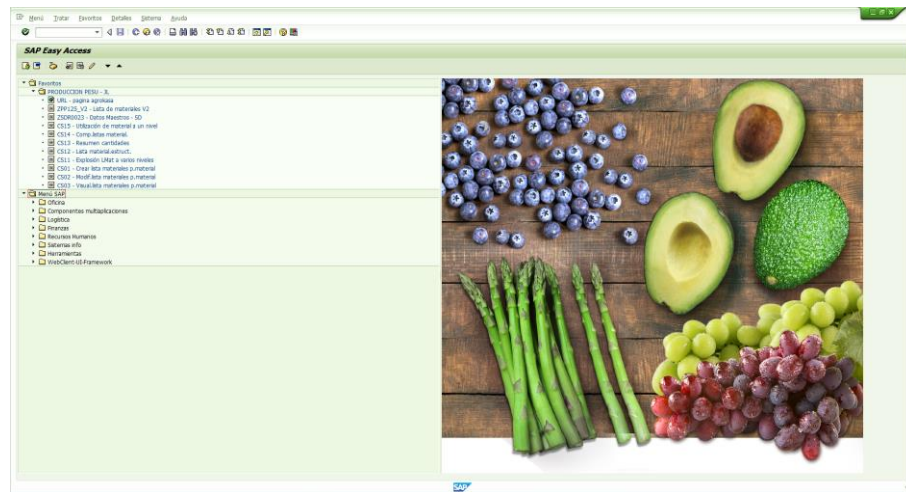 Menú Tratar Favoritos Detalles Sistema Ayuda
SAP Easy Access
Favoritos
PRODUCCION PESU - JL
URL - pagina agrokasa
ZPP125_V2 - Lista de materiales V2
ZSDR0023 - Datos Maestros - SD
CS15 - Utilización de material a un nivel
CS14 - Comp.listas material.
CS13 - Resumen cantidades
CS12 - Lista material.estruct.
CS11 - Explosión LMat a varios niveles
CS01 - Crear lista materiales p.material
CS02 - Modif.lista materiales p.material
CS03 - Visual.lista materiales p.material
Menú SAP
Oficina
Componentes multiaplicaciones
Logística
Finanzas
Recursos Humanos
Sistemas info
Herramientas
WebClient-UI-Framework
SAP